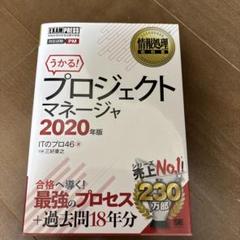 EXAMPRESS
PM
情報処理
うかる!
プロジェクト
マネージャ
2020年版
ITのプロ46 著
三好康之
シリーズ
売上No.1!
230
万部
合格へ導く!
最強のプロセス
+過去問18年分